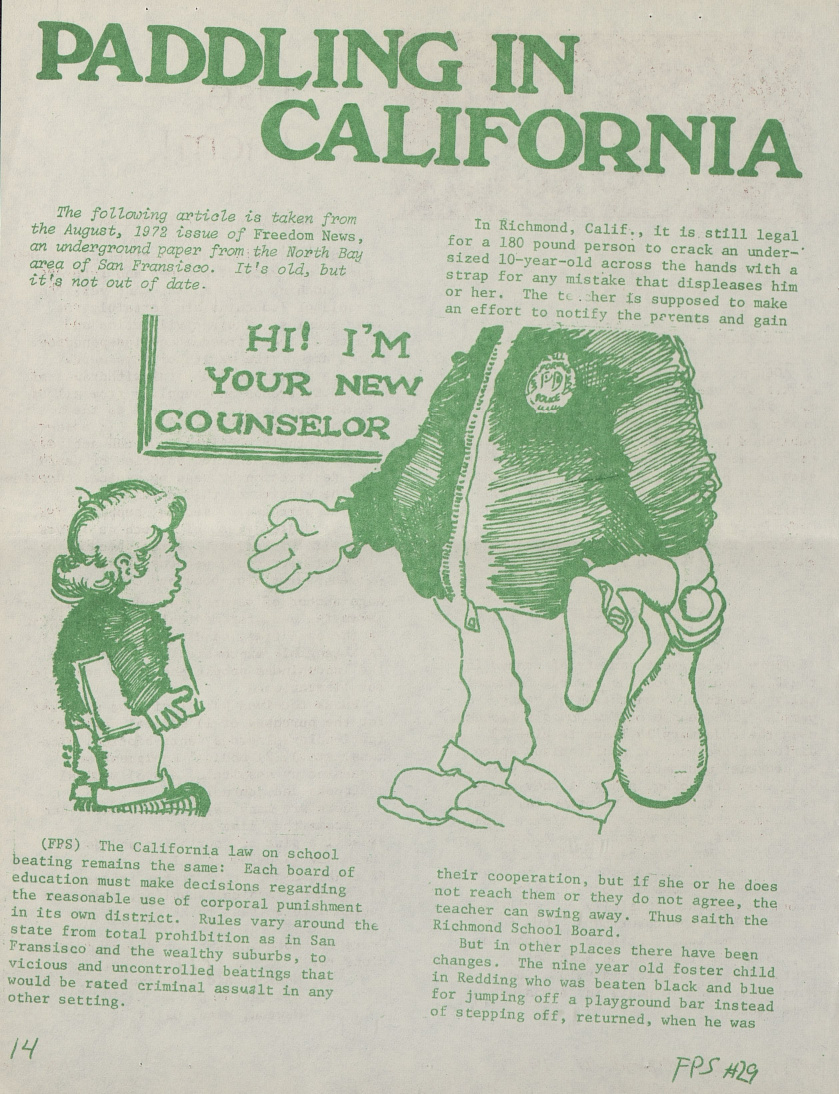 PADDLING IN
CALIFORNIA
The following article is taken from
the August, 1972 issue of Freedom News,
an underground paper from the North Bay
area of San Fransisco. It's old, but
it's not out of date.
HI! I'M
YOUR NEW
COUNSELOR
FPS
(FPS) The California law on school
beating remains the same: Each board of
education must make decisions regarding
the reasonable use of corporal punishment
in its own district. Rules vary around the
state from total prohibition as in San
Fransisco and the wealthy suburbs, to
vicious and uncontrolled beatings that
would be rated criminal assualt in any
other setting.
In Richmond, Calif., it is still legal
for a 180 pound person to crack an under-
sized 10-year-old across the hands with a
strap for any mistake that displeases him
or her. The te cher is supposed to make
an effort to notify the parents and gain
PD
POLICE
their cooperation, but if she or he does
not reach them or they do not agree, the
teacher can swing away. Thus saith the
Richmond School Board.
But in other places there have been
changes. The nine year old foster child
in Redding who was beaten black and blue
for jumping off a playground bar instead
of stepping off, returned, when he was
14
FPS #29